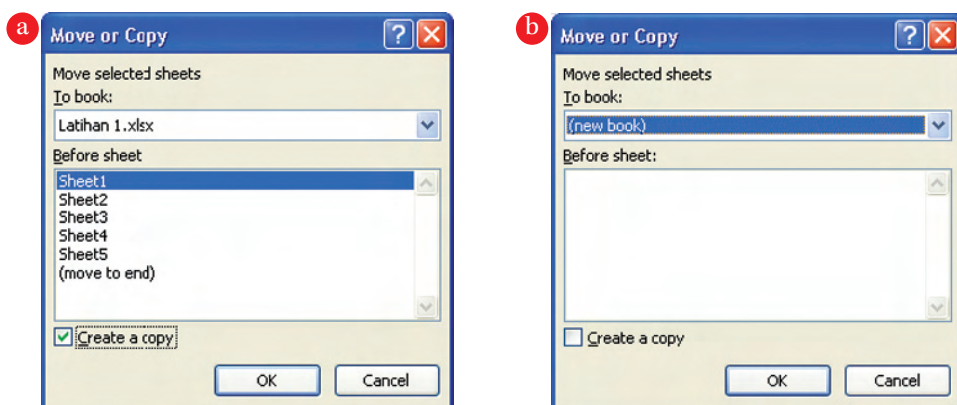 a
Move or Copy
Move selected sheets
To book:
Latihan 1.xlsx
Before sheet
Sheet1
Sheet2
Sheet3
Sheet4
Sheet5
(move to end)
Create a copy
OK Cancel
b
Move or Copy
Move selected sheets
To book:
(new book)
Before sheet:
Create a copy
OK Cancel